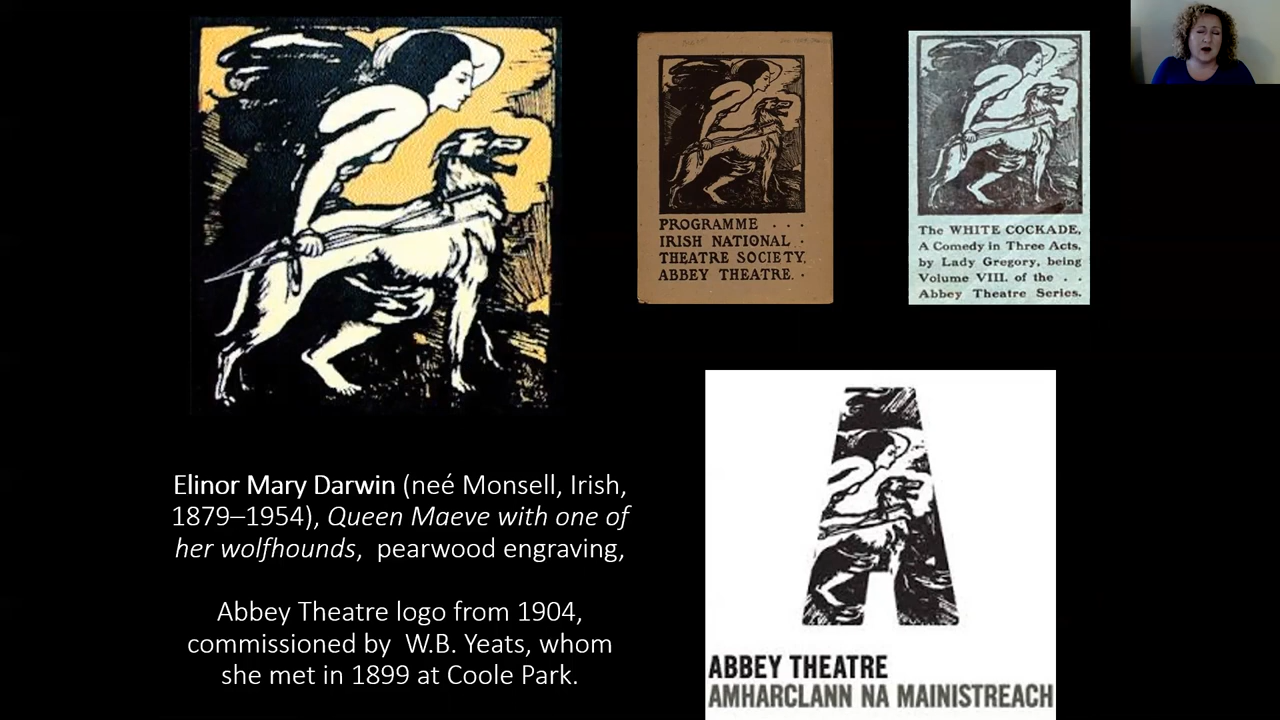 PROGRAMME . . .
IRISH NATIONAL .
THEATRE SOCIETY,
ABBEY THEATRE. .
The WHITE COCKADE,
A Comedy in Three Acts,
by Lady Gregory, being
Volume VIII. of the . .
Abbey Theatre Series.
Elinor Mary Darwin (neé Monsell, Irish,
1879–1954), Queen Maeve with one of
her wolfhounds, pearwood engraving,
Abbey Theatre logo from 1904,
commissioned by W.B. Yeats, whom
she met in 1899 at Coole Park.
ABBEY THEATRE
AMHARCLANN NA MAINISTREACH